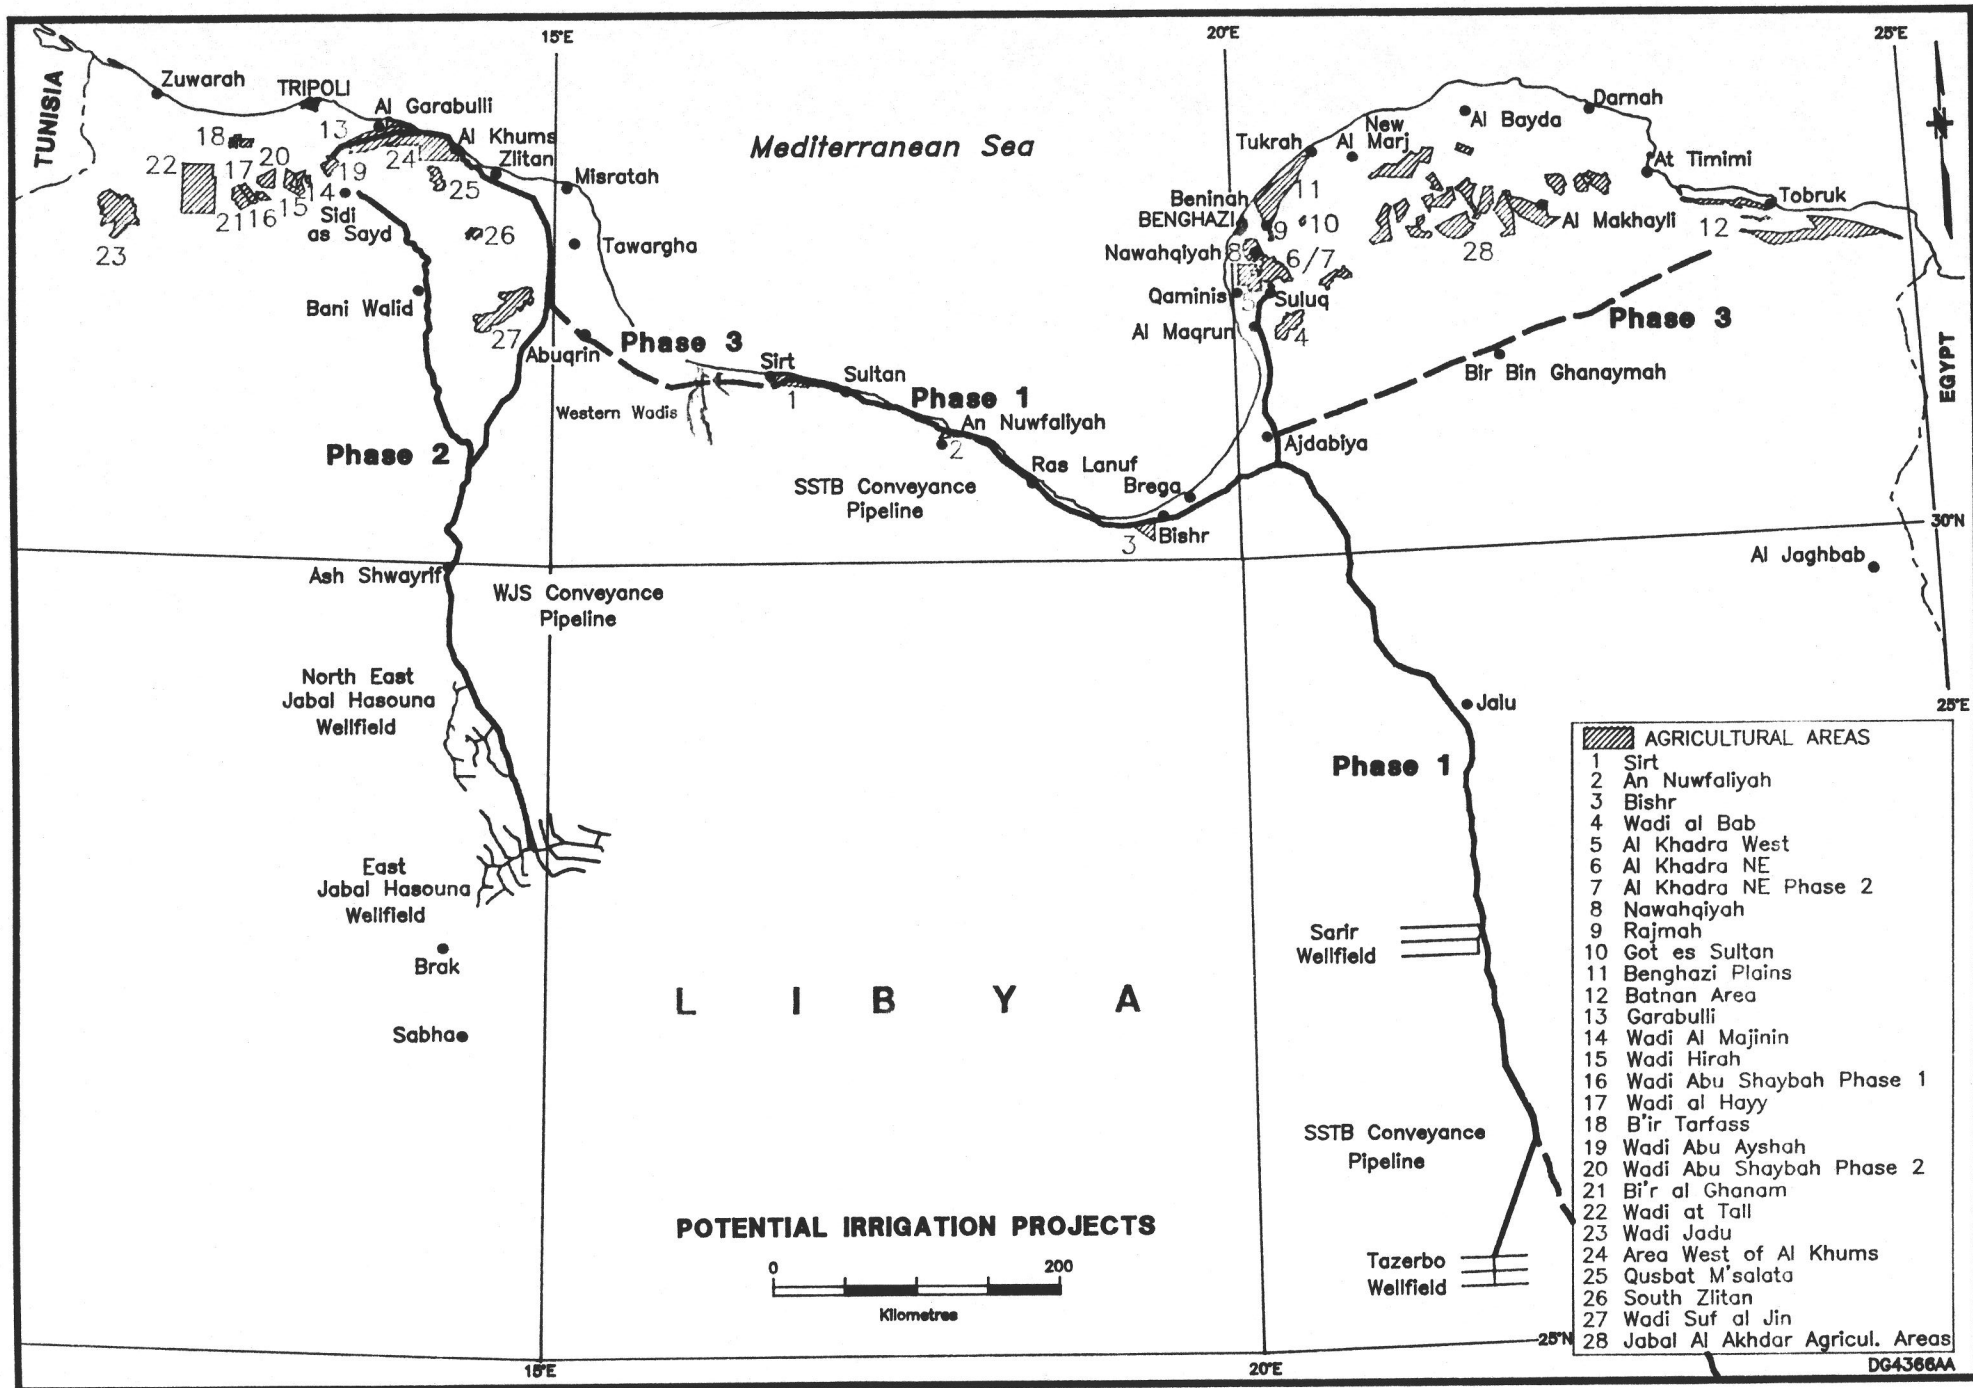 15°E
20°E
25°E
TUNISIA
Zuwarah
TRIPOLI
Al Garabulli
13
18
Al Khums
24
Zlitan
22
17
20
19
14
25
Misratah
21
16
15
Sidi
as Sayd
23
26
Tawargha
Bani Walid
27
Abuqrin
Phase 3
Western Wadis
Sirt
1
Sultan
Phase 1
An Nuwfaliyah
2
Phase 2
SSTB Conveyance
Pipeline
Ras Lanuf
Brega
3
Bishr
Mediterranean Sea
Tukrah
New
Al Marj
Al Bayda
Darnah
At Timimi
Tobruk
Beninah
BENGHAZI
11
9
10
Al Makhayli
12
28
Nawahqiyah
8
6/7
Qaminis
5
Suluq
Al Maqrun
4
Phase 3
Bir Bin Ghanaymah
EGYPT
Ajdabiya
30°N
Al Jaghbab
Ash Shwayrif
WJS Conveyance
Pipeline
North East
Jabal Hasouna
Wellfield
East
Jabal Hasouna
Wellfield
Brak
Sabha
LIBYA
Jalu
Phase 1
25°E
Sarir
Wellfield
SSTB Conveyance
Pipeline
Tazerbo
Wellfield
POTENTIAL IRRIGATION PROJECTS
0 200
Kilometres
AGRICULTURAL AREAS
1 Sirt
2 An Nuwfaliyah
3 Bishr
4 Wadi al Bab
5 Al Khadra West
6 Al Khadra NE
7 Al Khadra NE Phase 2
8 Nawahqiyah
9 Rajmah
10 Got es Sultan
11 Benghazi Plains
12 Batnan Area
13 Garabulli
14 Wadi Al Majinin
15 Wadi Hirah
16 Wadi Abu Shaybah Phase 1
17 Wadi al Hayy
18 B'ir Tarfass
19 Wadi Abu Ayshah
20 Wadi Abu Shaybah Phase 2
21 Bi'r al Ghanam
22 Wadi at Tall
23 Wadi Jadu
24 Area West of Al Khums
25 Qusbat M'salata
26 South Zlitan
27 Wadi Suf al Jin
28 Jabal Al Akhdar Agricul. Areas
25°N
15°E
20°E
DG4366AA